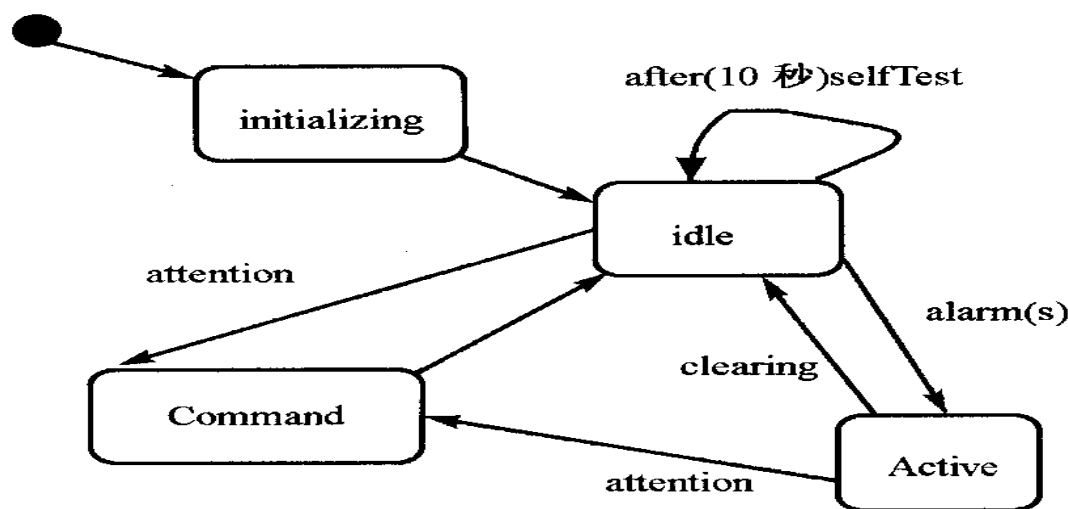 after(10 秒)selfTest
initializing
idle
attention
alarm(s)
clearing
Command
Active
attention